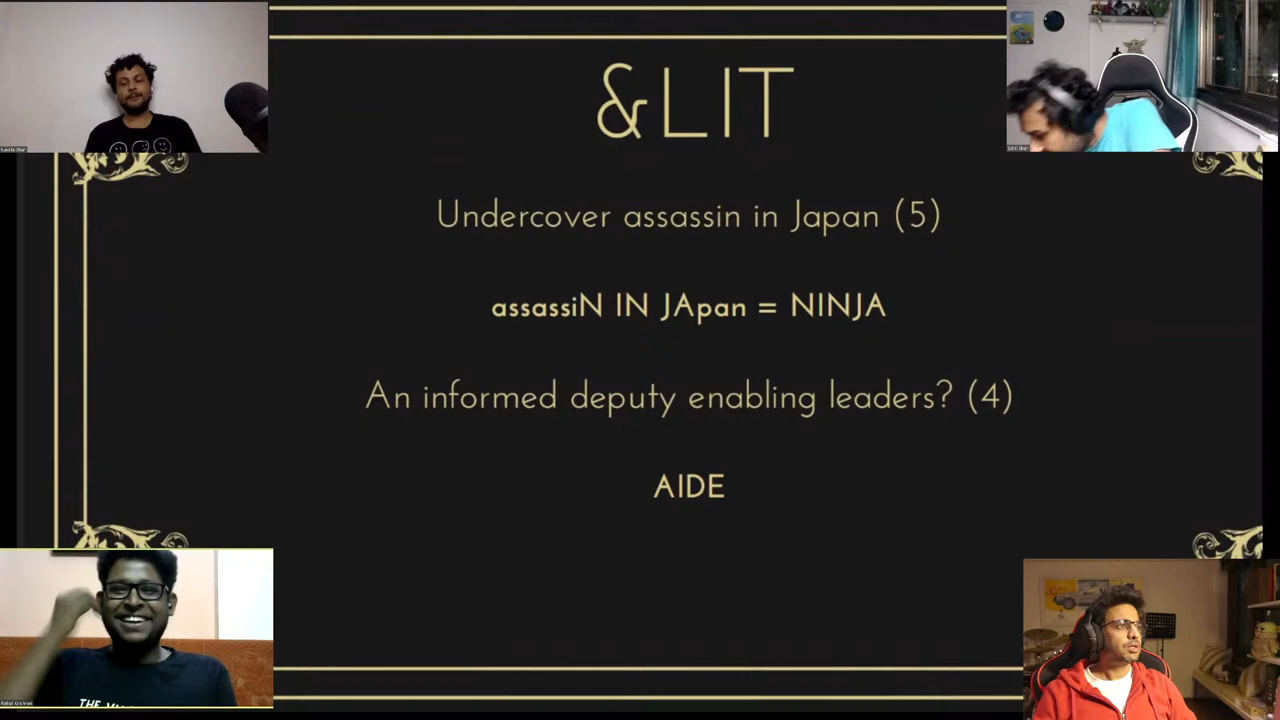 &LIT
Undercover assassin in Japan (5)
assassiN IN JApan = NINJA
An informed deputy enabling leaders? (4)
AIDE